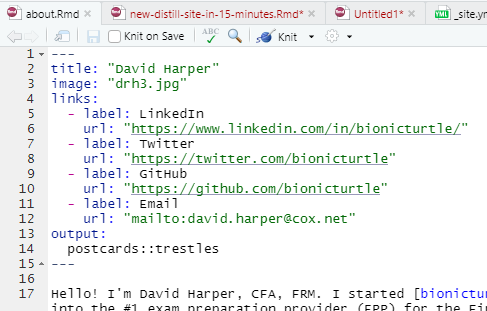 about.Rmd × new-distill-site-in-15-minutes.Rmd* × Untitled1* × _site.ym
Knit on Save ABC Knit
1 ---
2 title: "David Harper"
3 image: "drh3.jpg"
4 links:
5 - label: LinkedIn
6 url: "https://www.linkedin.com/in/bionicturtle/"
7 - label: Twitter
8 url: "https://twitter.com/bionicturtle"
9 - label: GitHub
10 url: "https://github.com/bionicturtle"
11 - label: Email
12 url: "mailto:david.harper@cox.net"
13 output:
14 postcards::trestles
15 ---
16
17 Hello! I'm David Harper, CFA, FRM. I started [bionictur
into the #1 exam preparation provider (EPP) for the Fi